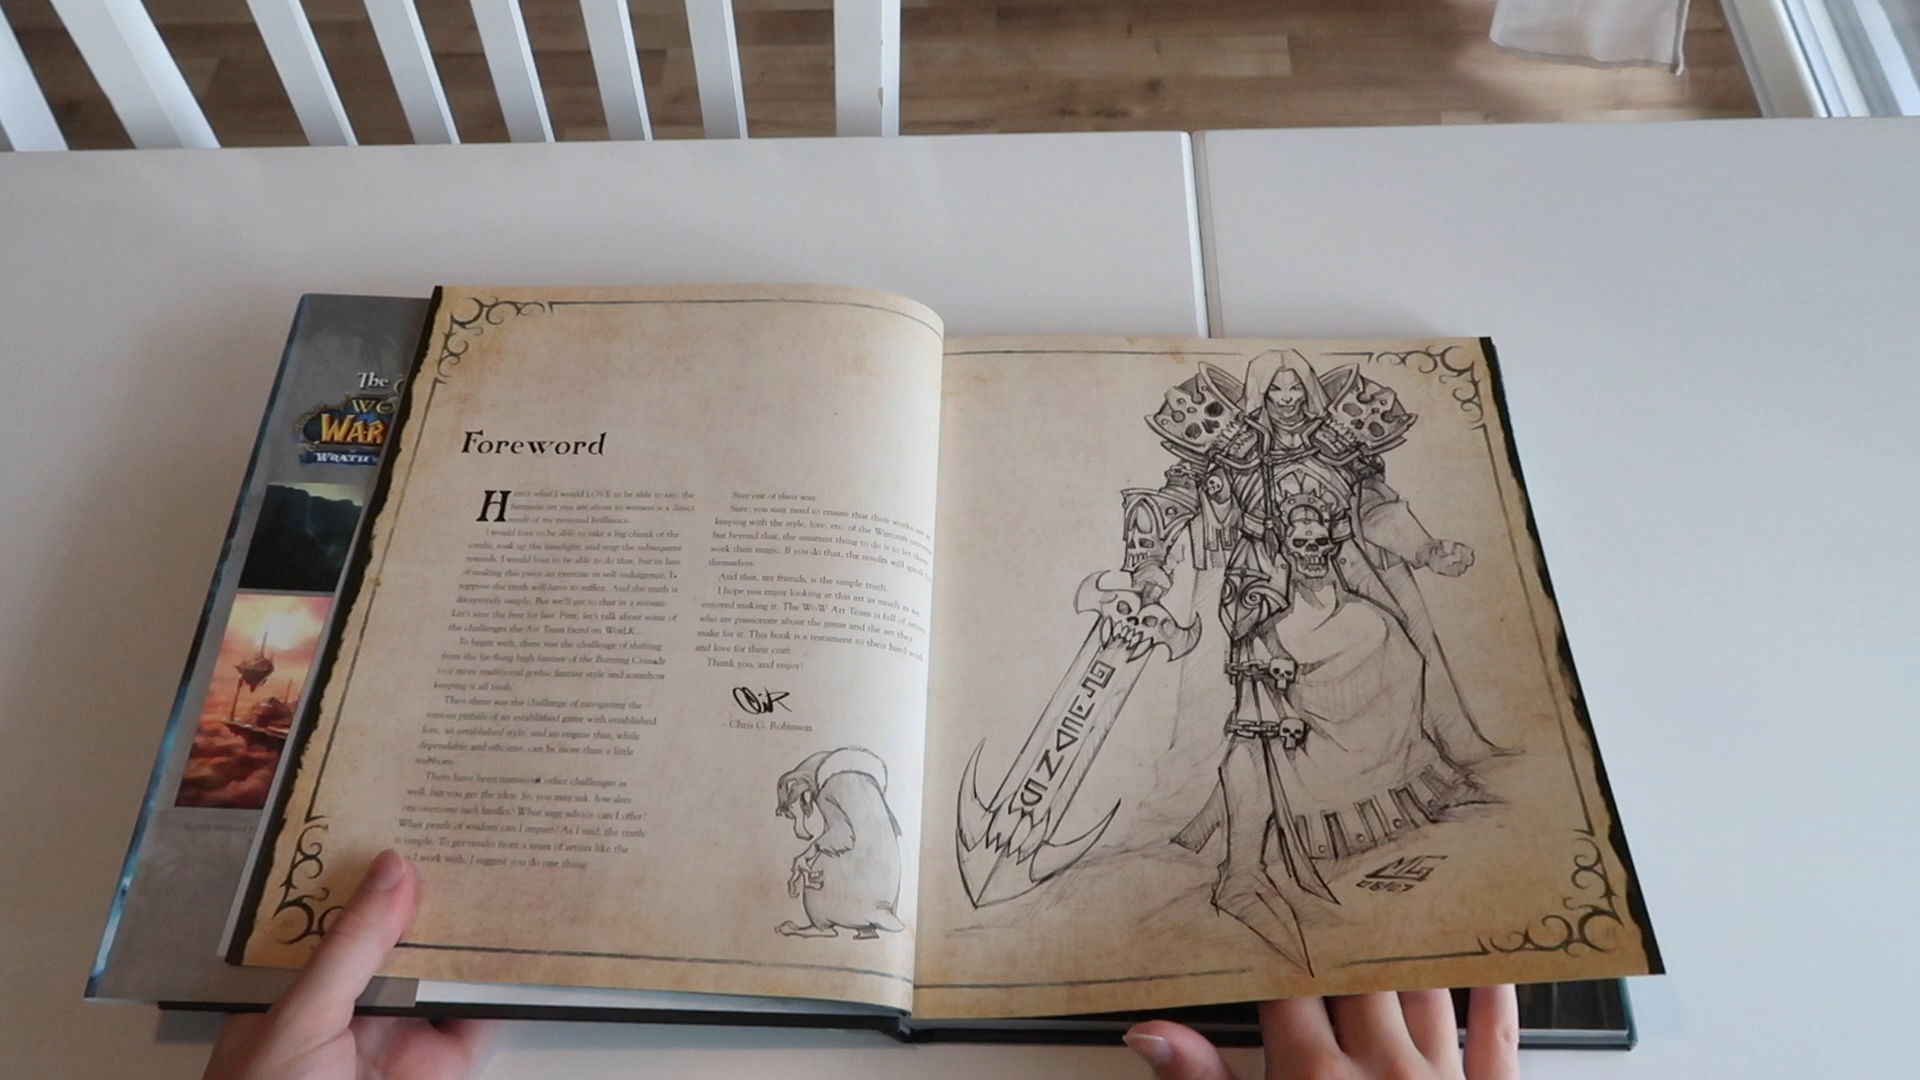 The
WO
WAR
WRATH
Foreword
Here's what I would LOVE to be able to say: the
fantastic art you are about to witness is a direct
result of my personal brilliance.
I would love to be able to take a big chunk of the
credit, soak up the limelight, and reap the subsequent
rewards. I would love to be able to do that, but in lieu
of making this piece an exercise in self-indulgence, I
suppose the truth will have to suffice. And the truth is
deceptively simple. But we'll get to that in a minute.
Let's save the best for last. First, let's talk about some of
the challenges the Art Team faced on WotLK...
To begin with, there was the challenge of shifting
from the far-flung high fantasy of the Burning Crusade
to a more traditional gothic fantasy style and somehow
keeping it all fresh.
Then there was the challenge of navigating the
various pitfalls of an established game with established
lore, an established style, and an engine that, while
dependable and efficient, can be more than a little
stubborn.
There have been numerous other challenges as
well, but you get the idea. So, you may ask, how does
one overcome such hurdles? What sage advice can I offer?
What pearls of wisdom can I impart? As I said, the truth
is simple. To get results from a team of artists like the
I work with, I suggest you do one thing:
Stay out of their way.
Sure, you may need to ensure that their works are in
keeping with the style, lore, etc. of the Warcraft universe
but beyond that, the smartest thing to do is to let them
work their magic. If you do that, the results will speak for
themselves.
And that, my friends, is the simple truth.
I hope you enjoy looking at this art as much as we
enjoyed making it. The WoW Art Team is full of artists
who are passionate about the game and the art they
make for it. This book is a testament to their hard work
and love for their craft.
Thank you, and enjoy!
– Chris G. Robinson
MG